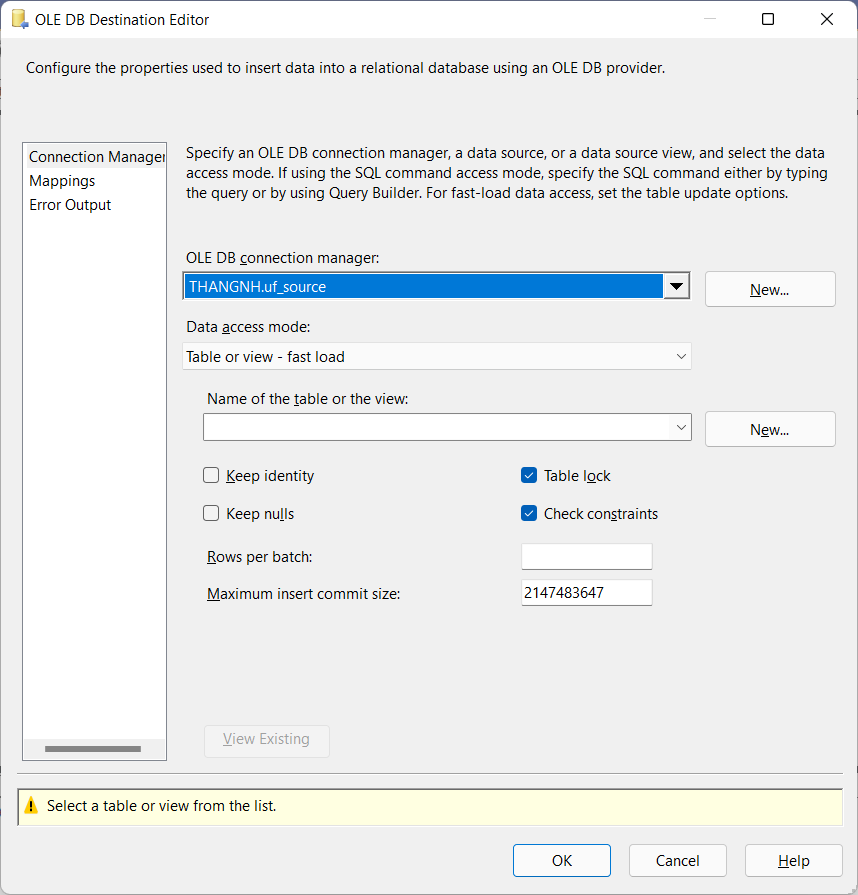 OLE DB Destination Editor
Configure the properties used to insert data into a relational database using an OLE DB provider.
Connection Manager
Mappings
Error Output
Specify an OLE DB connection manager, a data source, or a data source view, and select the data
access mode. If using the SQL command access mode, specify the SQL command either by typing
the query or by using Query Builder. For fast-load data access, set the table update options.
OLE DB connection manager:
THANGNH.uf_source
New...
Data access mode:
Table or view - fast load
Name of the table or the view:
New...
Keep identity
Table lock
Keep nulls
Check constraints
Rows per batch:
Maximum insert commit size:
2147483647
View Existing
Select a table or view from the list.
OK
Cancel
Help